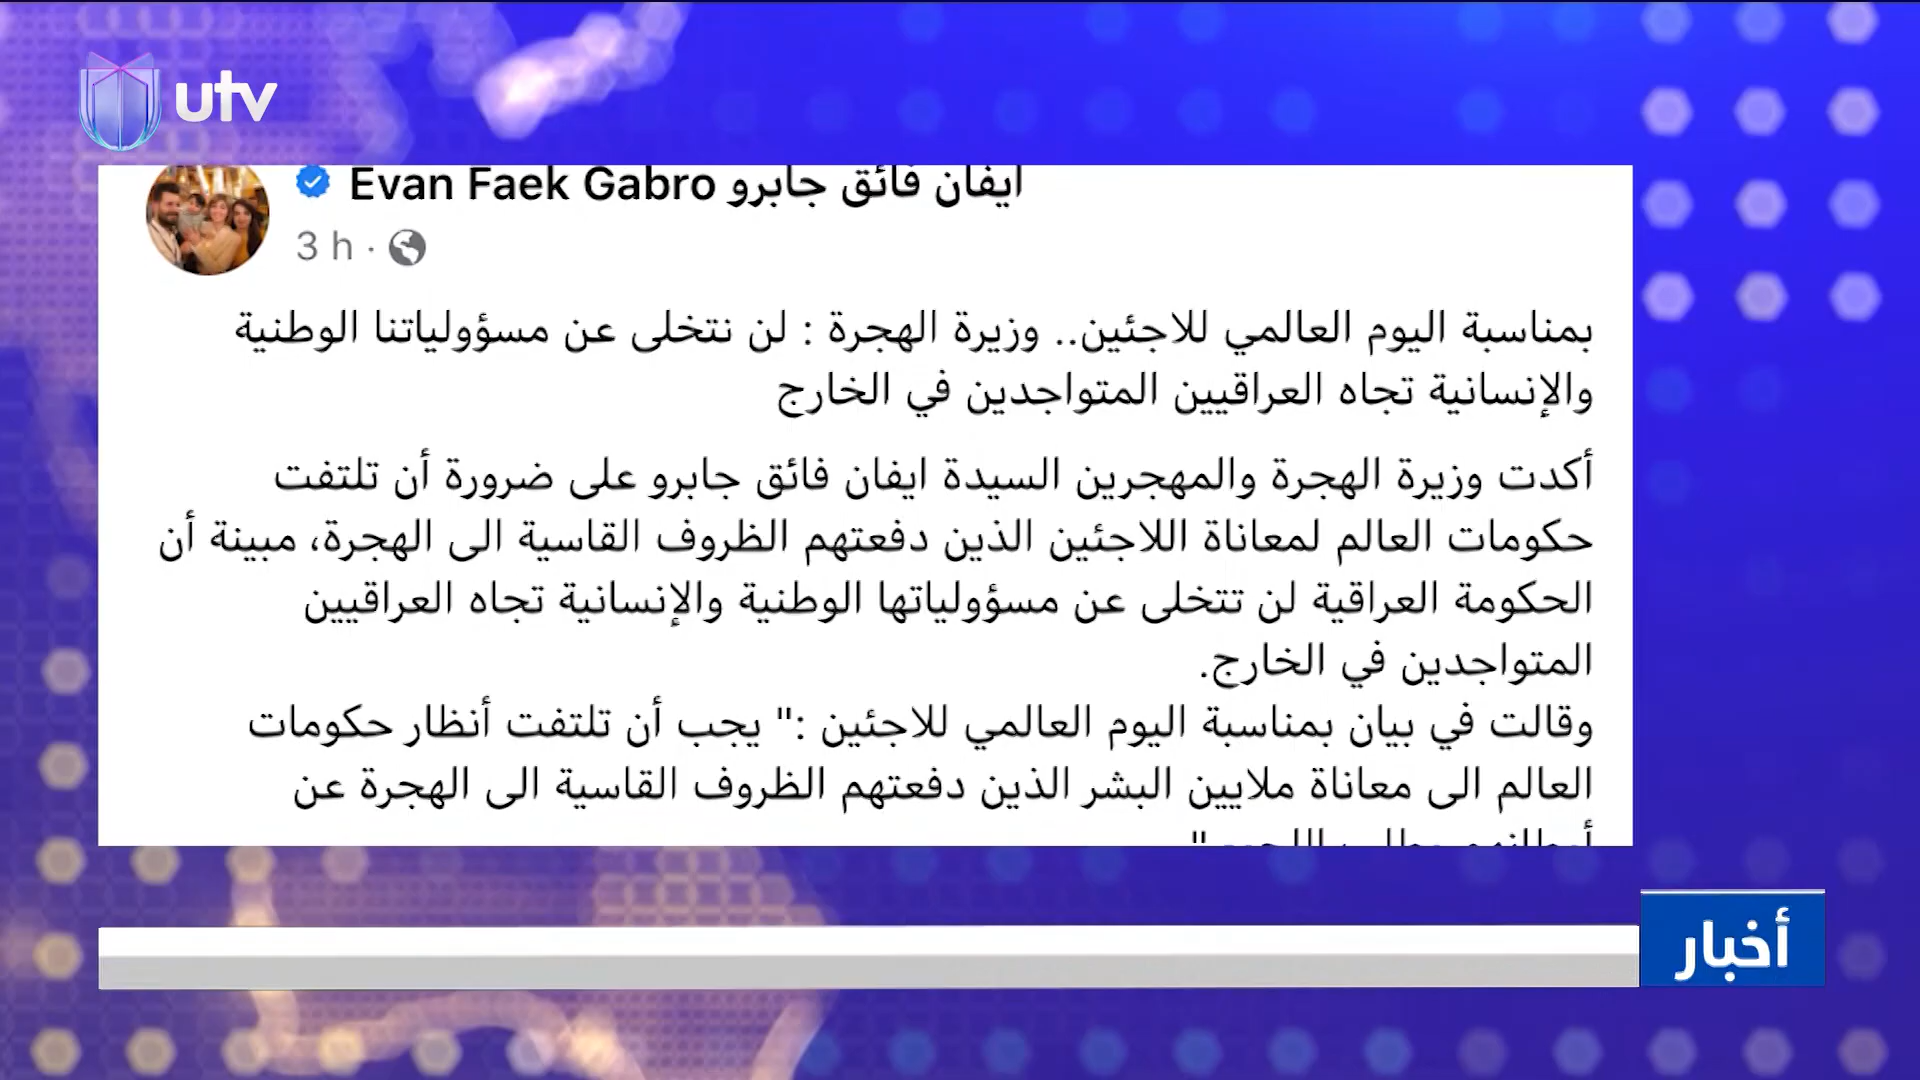 utv
Evan Faek Gabro ايفان فائق جابرو
3 h ·
بمناسبة اليوم العالمي للاجئين.. وزيرة الهجرة : لن نتخلى عن مسؤولياتنا الوطنية
والإنسانية تجاه العراقيين المتواجدين في الخارج
أكدت وزيرة الهجرة والمهجرين السيدة ايفان فائق جابرو على ضرورة أن تلتفت
حكومات العالم لمعاناة اللاجئين الذين دفعتهم الظروف القاسية الى الهجرة، مبينة أن
الحكومة العراقية لن تتخلى عن مسؤولياتها الوطنية والإنسانية تجاه العراقيين
المتواجدين في الخارج.
وقالت في بيان بمناسبة اليوم العالمي للاجئين :" يجب أن تلتفت أنظار حكومات
العالم الى معاناة ملايين البشر الذين دفعتهم الظروف القاسية الى الهجرة عن
أخبار